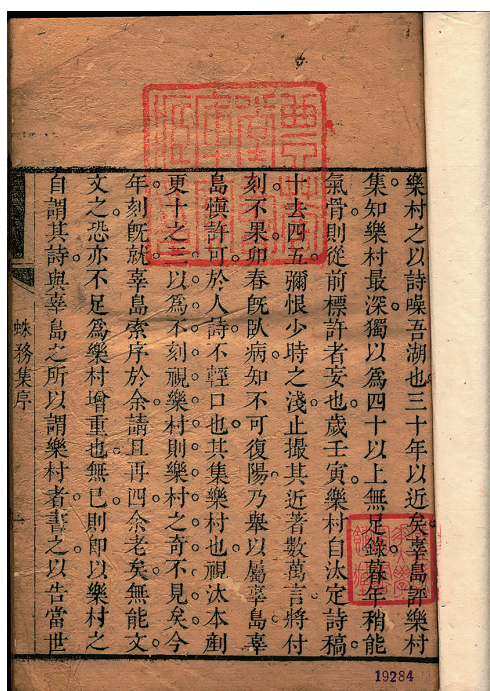 樂村之以詩噪吾湖也三十年以近矣辜島評樂村
集知樂村最深獨以爲四十以上無足錄暮年稍能
氣骨則從前標許者妄也歲壬寅樂村自汰定詩稿
十去四五彌恨少時之淺止撮其近著數萬言將付
刻不果卯春旣臥病知不可復陽乃舉以屬辜島辜
島愼許可於人詩不輕口也其集樂村也視汰本剷
更十之三以爲不刻視樂村則樂村之奇不見矣今
年刻旣就辜島索序於余請且再四余老矣無能文
文之恐亦不足爲樂村增重也無已則卽以樂村之
自謂其詩與辜島之所以謂樂村者書之以告當世
蛛務集序
一
19284